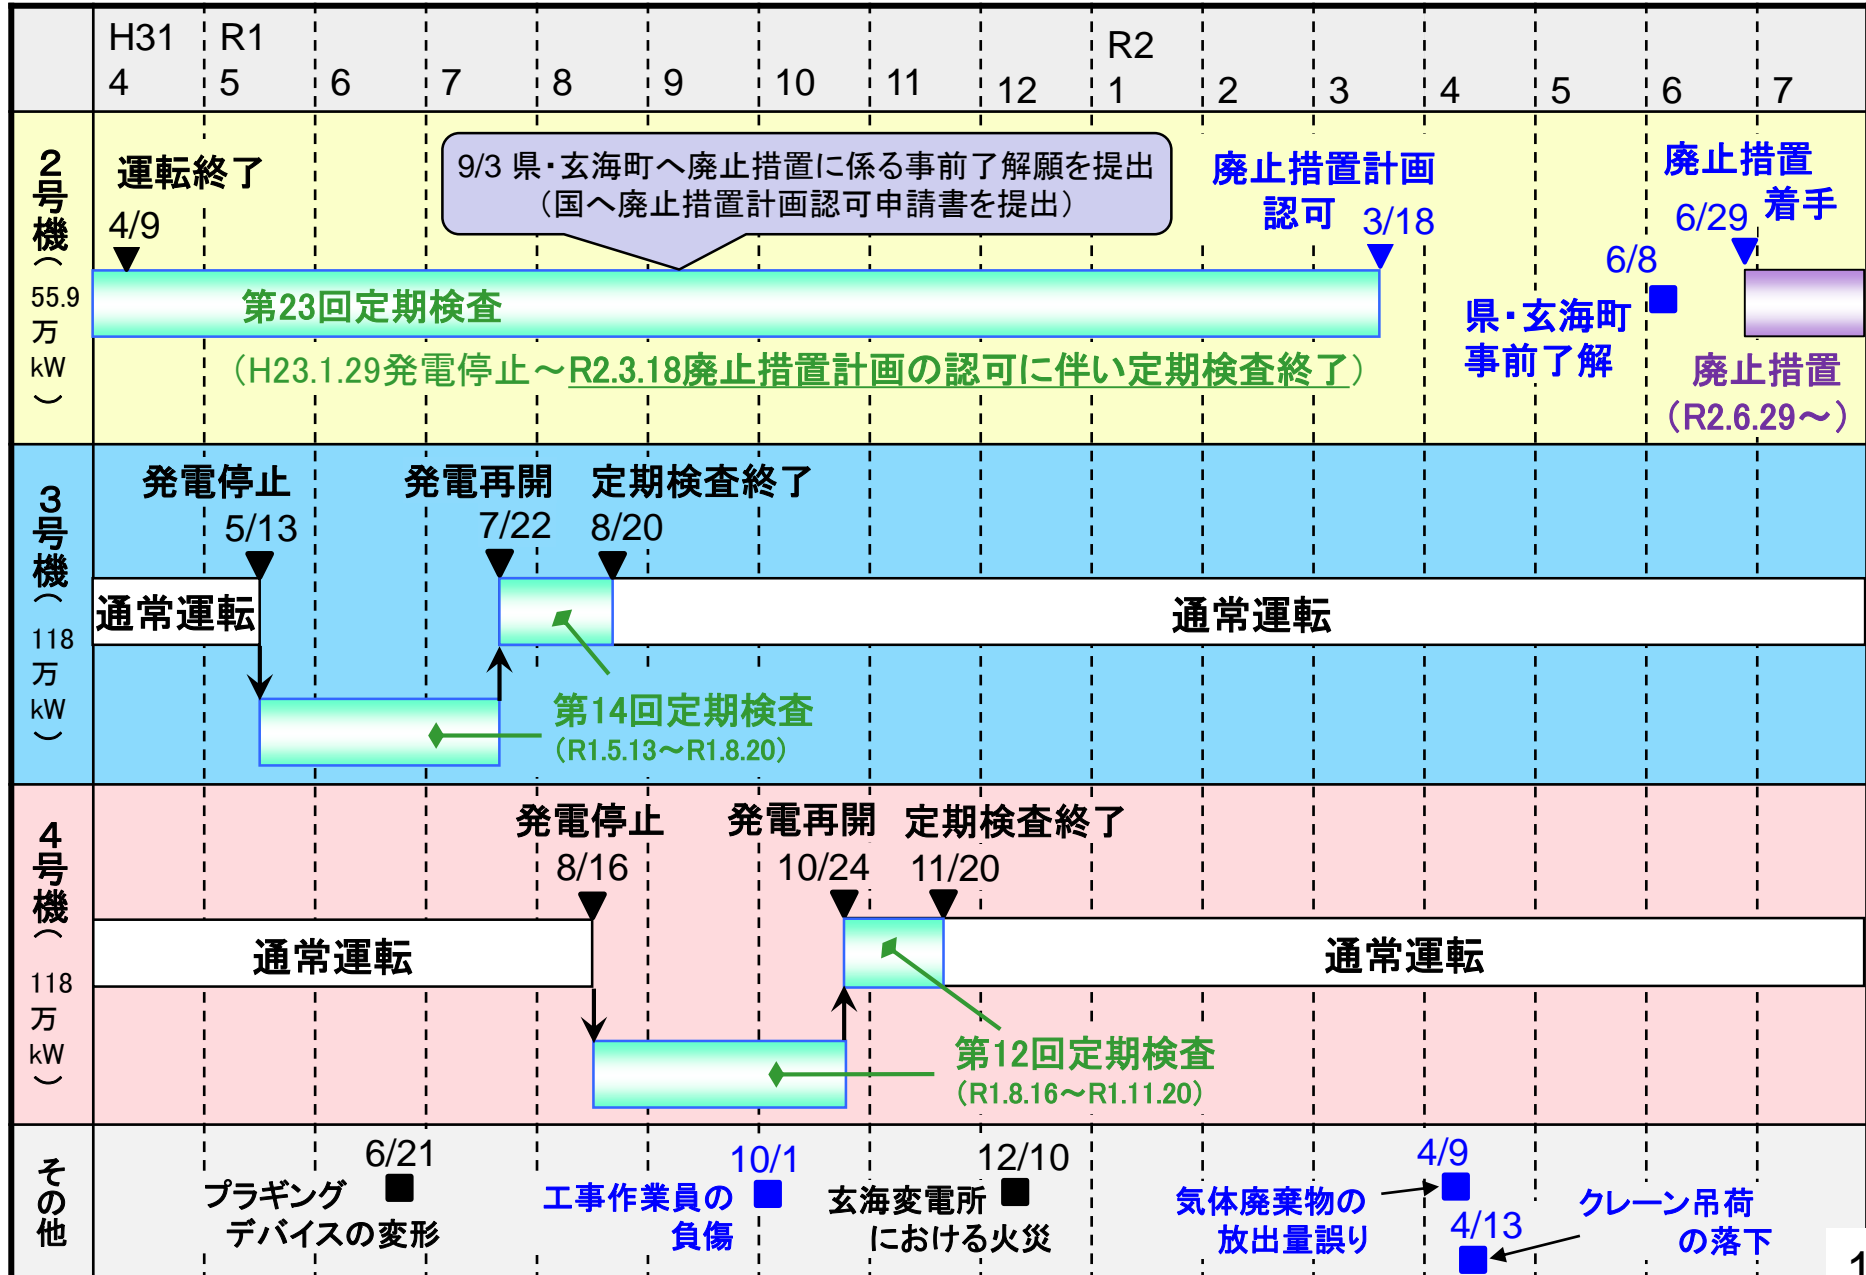 H31
R1
R2
4
5
6
7
8
9
10
11
12
1
2
3
4
5
6
7
2号機（
55.9
万
kW
）
運転終了
4/9
9/3 県・玄海町へ廃止措置に係る事前了解願を提出
（国へ廃止措置計画認可申請書を提出）
廃止措置計画
認可
3/18
廃止措置
着手
6/29
6/8
県・玄海町
事前了解
第23回定期検査
（H23.1.29発電停止～R2.3.18廃止措置計画の認可に伴い定期検査終了）
廃止措置
（R2.6.29～）
3号機（
118
万
kW
）
発電停止
5/13
発電再開
7/22
定期検査終了
8/20
通常運転
通常運転
第14回定期検査
（R1.5.13～R1.8.20）
4号機（
118
万
kW
）
発電停止
8/16
発電再開
10/24
定期検査終了
11/20
通常運転
通常運転
第12回定期検査
（R1.8.16～R1.11.20）
その他
6/21
プラギング
デバイスの変形
10/1
工事作業員の
負傷
12/10
玄海変電所
における火災
4/9
気体廃棄物の
放出量誤り
4/13
クレーン吊荷
の落下
1